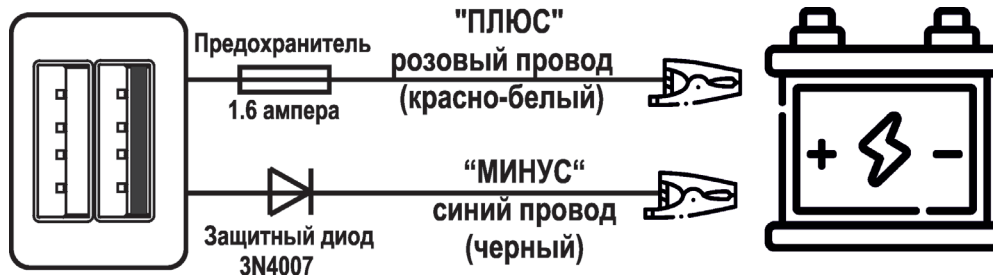 Предохранитель
1.6 ампера
"ПЛЮС"
розовый провод
(красно-белый)
Защитный диод
3N4007
“МИНУС“
синий провод
(черный)
+ -